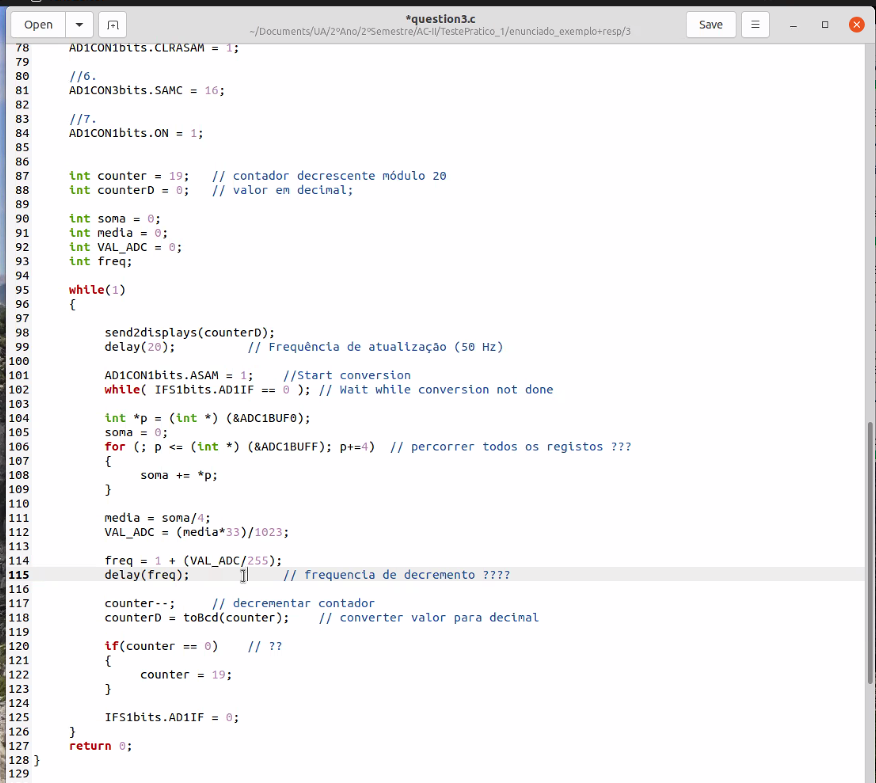 Open
*question3.c
~/Documents/UA/2ºAno/2ºSemestre/AC-II/TestePratico_1/enunciado_exemplo+resp/3
Save
78 AD1CON1bits.CLRASAM = 1;
79
80 //6.
81 AD1CON3bits.SAMC = 16;
82
83 //7.
84 AD1CON1bits.ON = 1;
85
86
87 int counter = 19; // contador decrescente módulo 20
88 int counterD = 0; // valor em decimal;
89
90 int soma = 0;
91 int media = 0;
92 int VAL_ADC = 0;
93 int freq;
94
95 while(1)
96 {
97
98 send2displays(counterD);
99 delay(20); // Frequência de atualização (50 Hz)
100
101 AD1CON1bits.ASAM = 1; //Start conversion
102 while( IFS1bits.AD1IF == 0 ); // Wait while conversion not done
103
104 int *p = (int *) (&ADC1BUF0);
105 soma = 0;
106 for (; p <= (int *) (&ADC1BUFF); p+=4) // percorrer todos os registos ???
107 {
108 soma += *p;
109 }
110
111 media = soma/4;
112 VAL_ADC = (media*33)/1023;
113
114 freq = 1 + (VAL_ADC/255);
115 delay(freq); // frequencia de decremento ????
116
117 counter--; // decrementar contador
118 counterD = toBcd(counter); // converter valor para decimal
119
120 if(counter == 0) // ??
121 {
122 counter = 19;
123 }
124
125 IFS1bits.AD1IF = 0;
126 }
127 return 0;
128 }
129